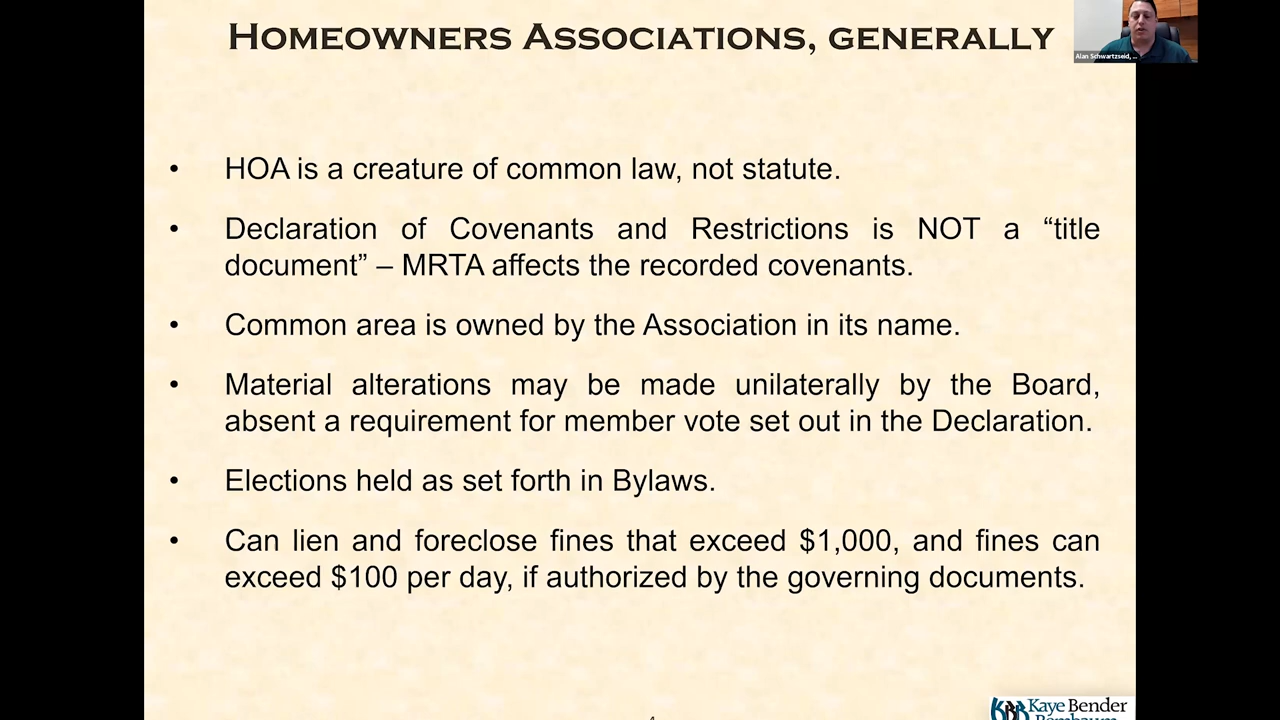 HOMEOWNERS ASSOCIATIONS, GENERALLY
Alan Schwartzseid, ...
• HOA is a creature of common law, not statute.
• Declaration of Covenants and Restrictions is NOT a “title
document” – MRTA affects the recorded covenants.
• Common area is owned by the Association in its name.
• Material alterations may be made unilaterally by the Board,
absent a requirement for member vote set out in the Declaration.
• Elections held as set forth in Bylaws.
• Can lien and foreclose fines that exceed $1,000, and fines can
exceed $100 per day, if authorized by the governing documents.
KBR Kaye Bender